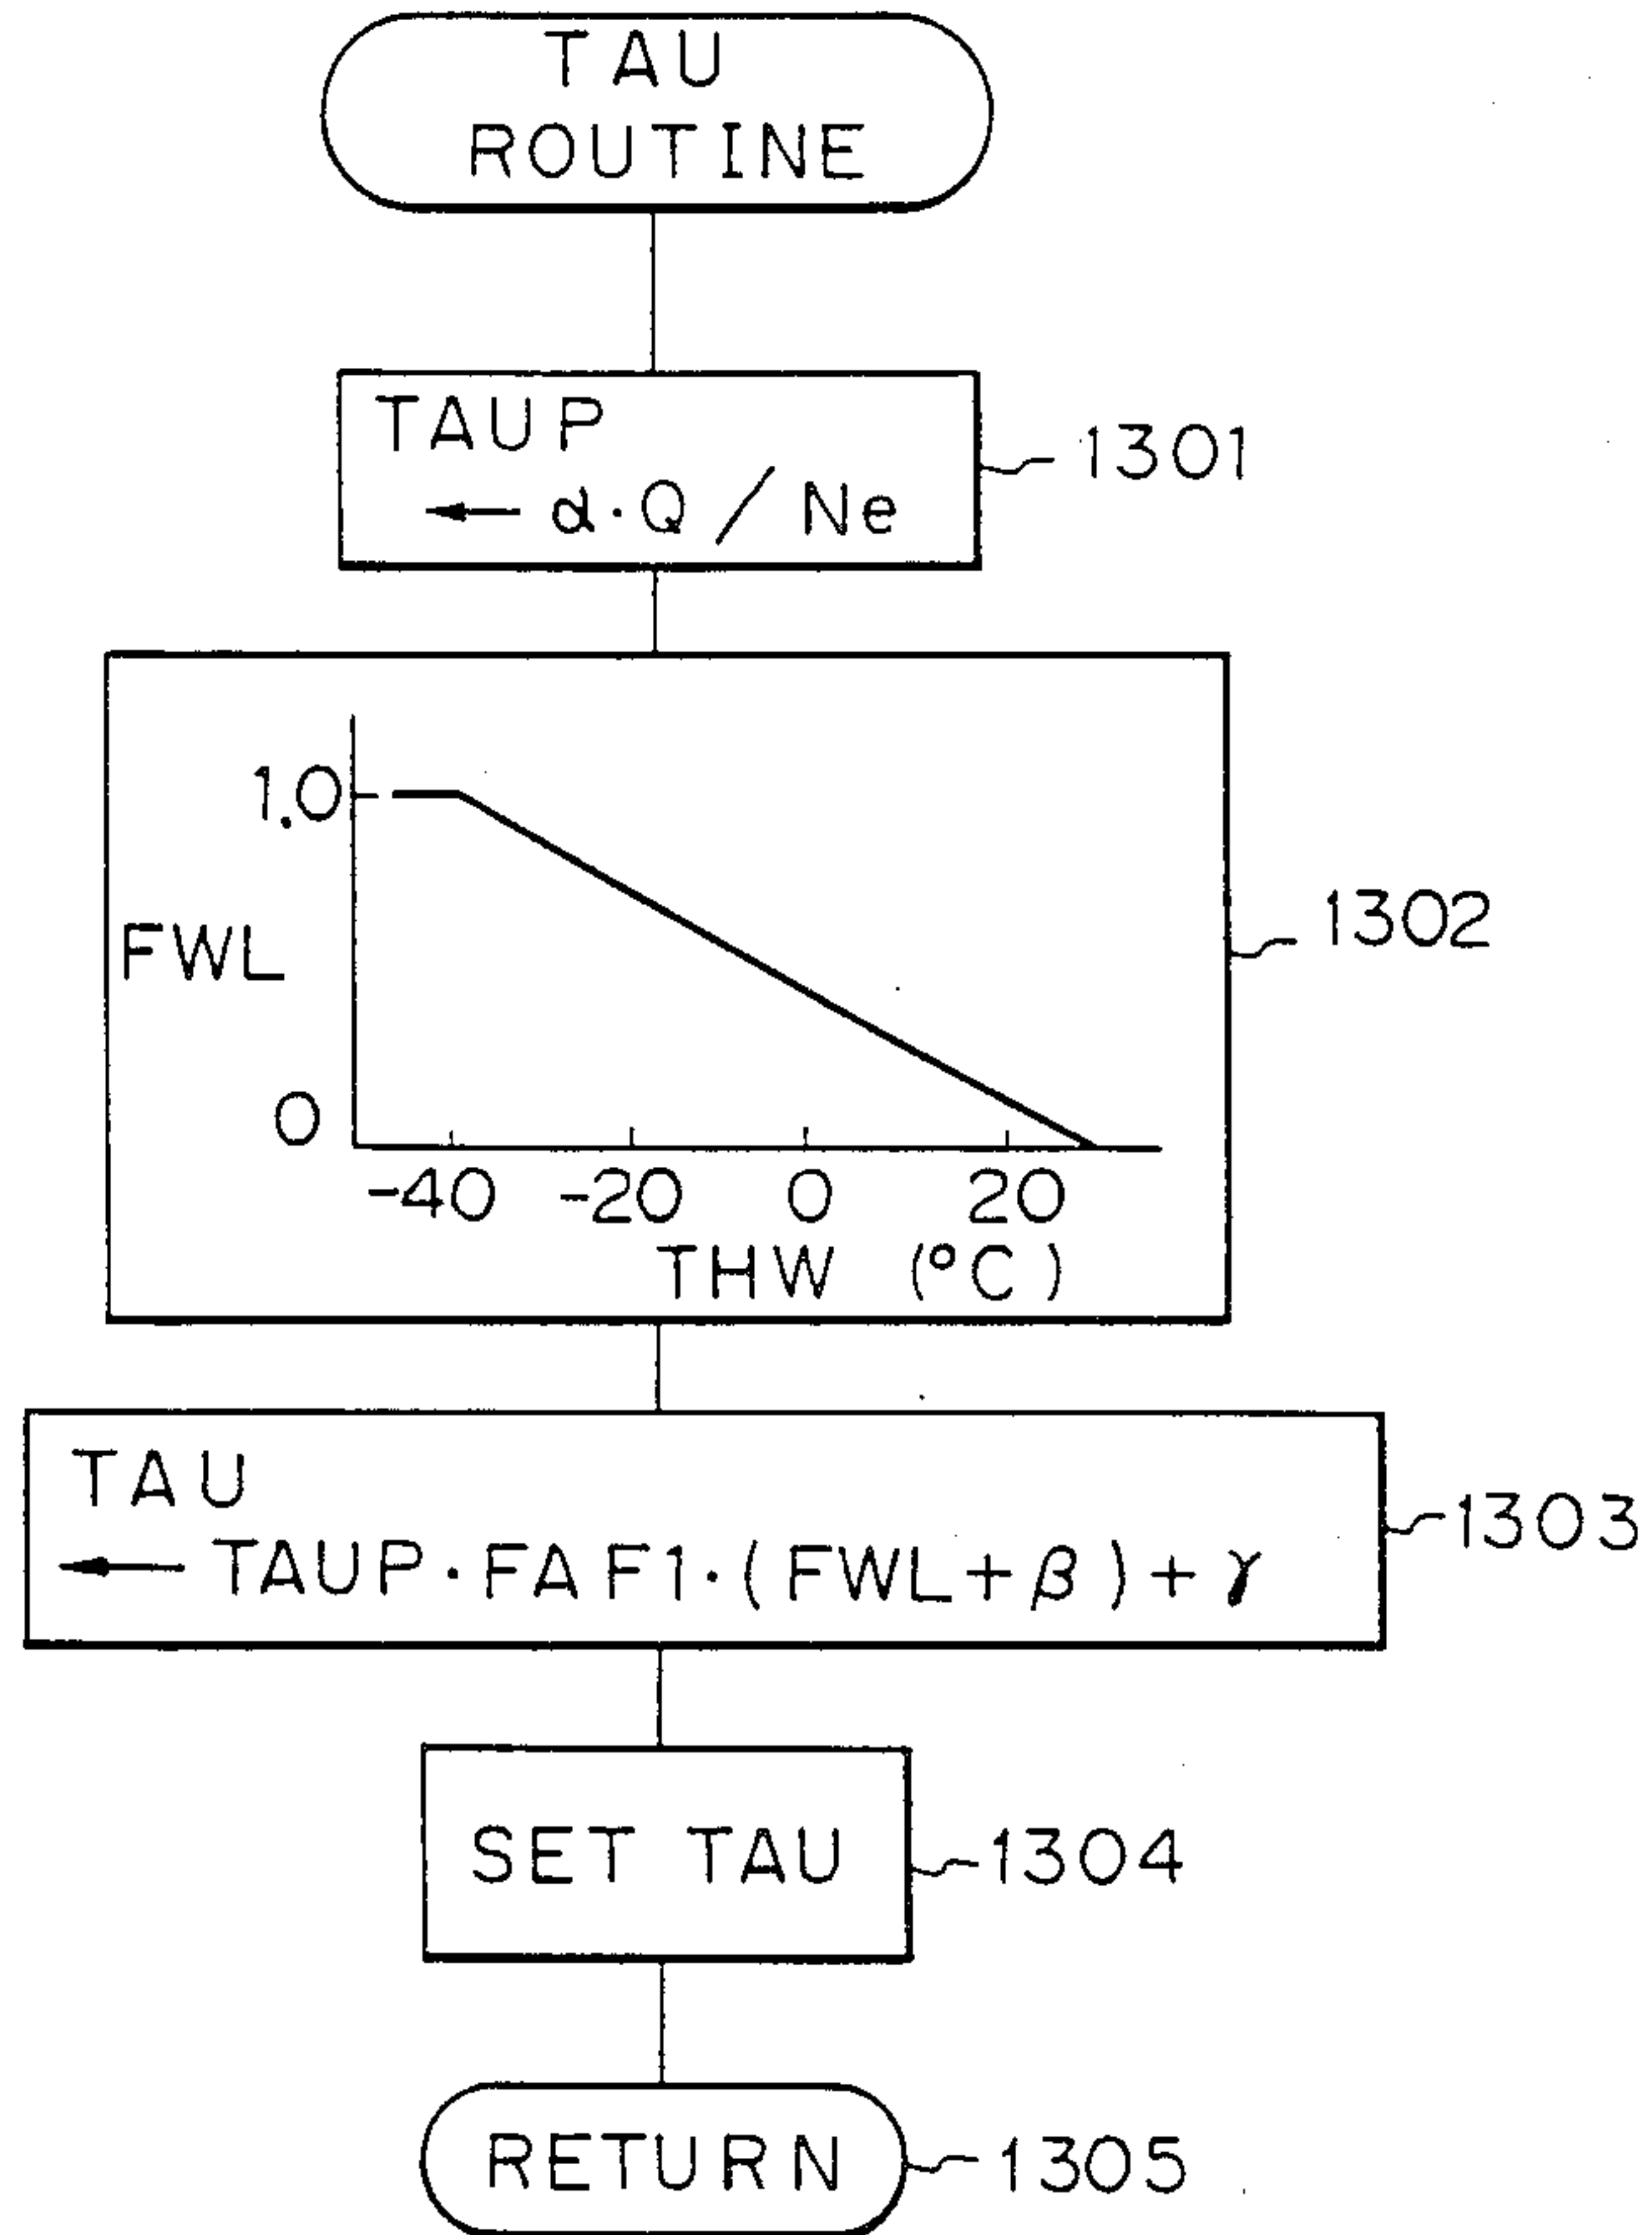 TAU
ROUTINE
TAUP
← α·Q/Ne
1301
1.0
FWL
0
-40 -20 0 20
THW (°C)
1302
TAU
← TAUP·FAF1·(FWL+β)+γ
1303
SET TAU
1304
RETURN
1305